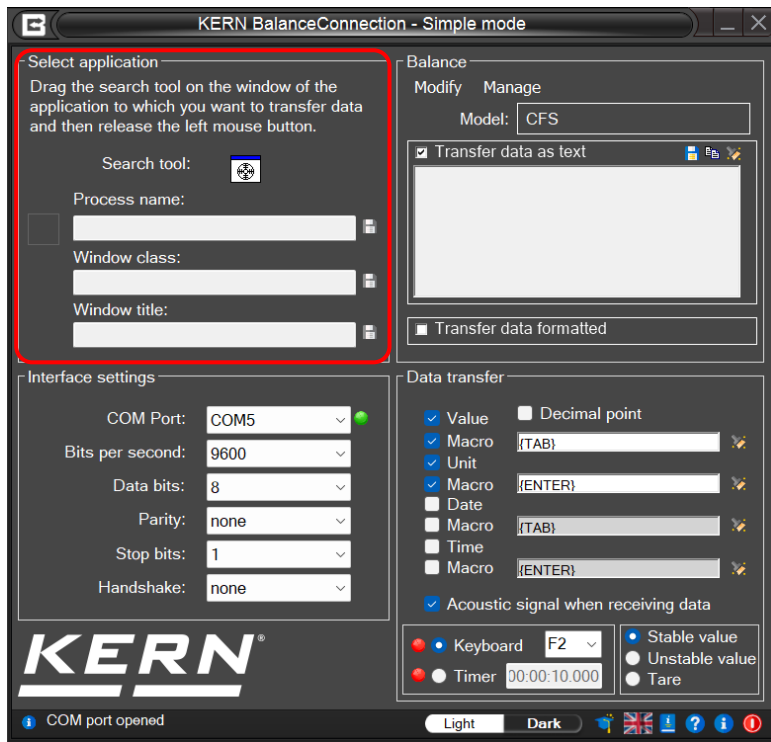 KERN BalanceConnection - Simple mode
Select application
Drag the search tool on the window of the
application to which you want to transfer data
and then release the left mouse button.
Search tool:
Process name:
Window class:
Window title:
Balance
Modify Manage
Model: CFS
Transfer data as text
Transfer data formatted
Interface settings
COM Port: COM5
Bits per second: 9600
Data bits: 8
Parity: none
Stop bits: 1
Handshake: none
Data transfer
Value Decimal point
Macro {TAB}
Unit
Macro {ENTER}
Date
Macro {TAB}
Time
Macro {ENTER}
Acoustic signal when receiving data
Keyboard F2
Timer 00:00:10.000
Stable value
Unstable value
Tare
KERN®
COM port opened
Light Dark